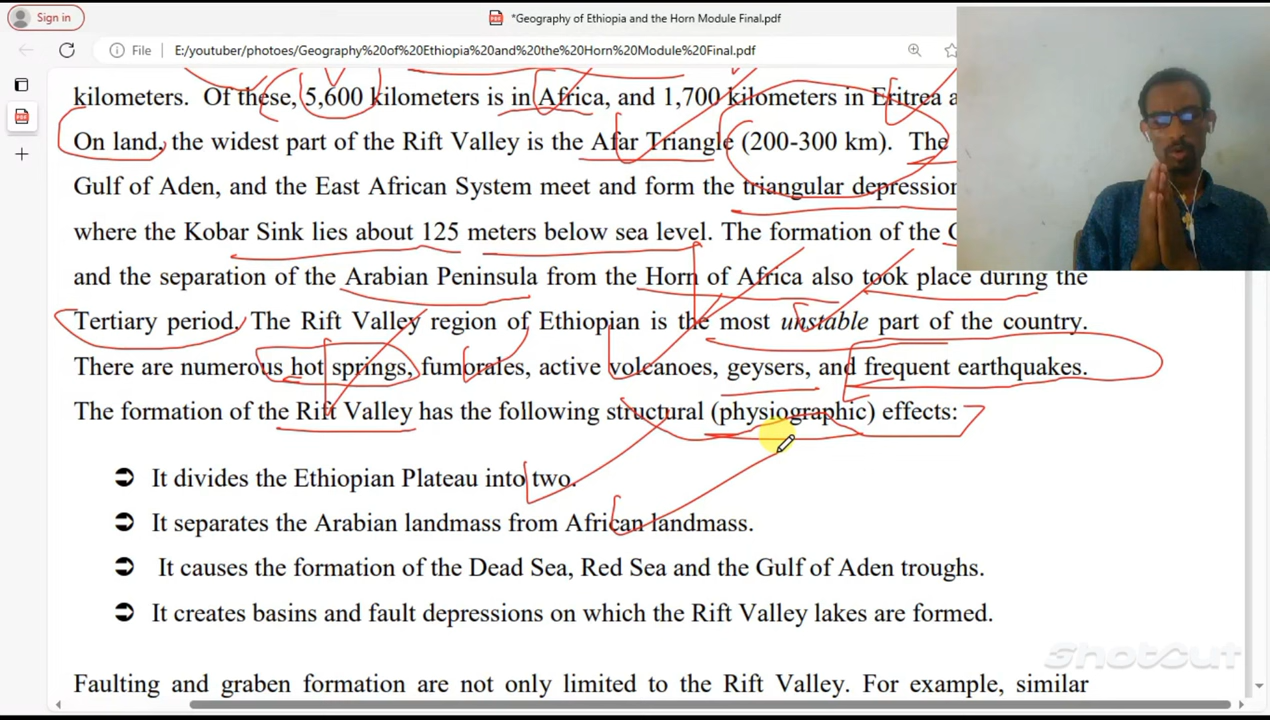 Sign in
*Geography of Ethiopia and the Horn Module Final.pdf
File
E:/youtuber/photoes/Geography%20of%20Ethiopia%20and%20the%20Horn%20Module%20Final.pdf
kilometers. Of these, 5,600 kilometers is in Africa, and 1,700 kilometers in Eritrea
On land, the widest part of the Rift Valley is the Afar Triangle (200-300 km). The
Gulf of Aden, and the East African System meet and form the triangular depression
where the Kobar Sink lies about 125 meters below sea level. The formation of the
and the separation of the Arabian Peninsula from the Horn of Africa also took place during the
Tertiary period. The Rift Valley region of Ethiopian is the most unstable part of the country.
There are numerous hot springs, fumorales, active volcanoes, geysers, and frequent earthquakes.
The formation of the Rift Valley has the following structural (physiographic) effects:
It divides the Ethiopian Plateau into two.
It separates the Arabian landmass from African landmass.
It causes the formation of the Dead Sea, Red Sea and the Gulf of Aden troughs.
It creates basins and fault depressions on which the Rift Valley lakes are formed.
Shotcut
Faulting and graben formation are not only limited to the Rift Valley. For example, similar